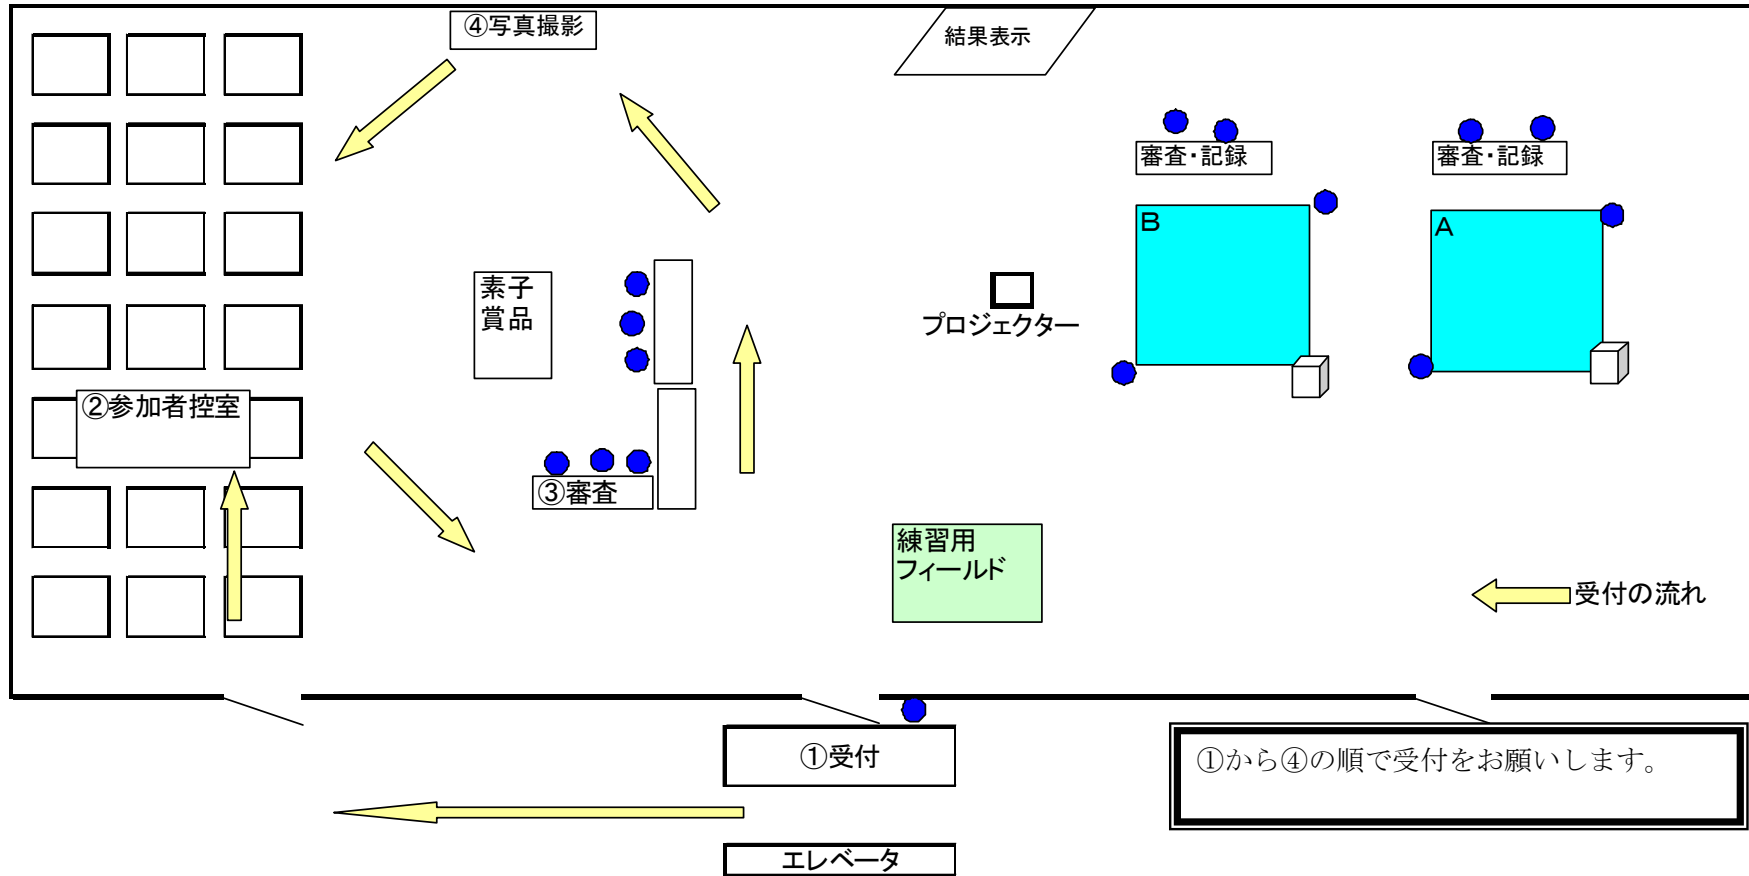 ④写真撮影
結果表示
審査・記録
審査・記録
B
A
素子
賞品
プロジェクター
②参加者控室
③審査
練習用
フィールド
受付の流れ
①受付
①から④の順で受付をお願いします。
エレベータ